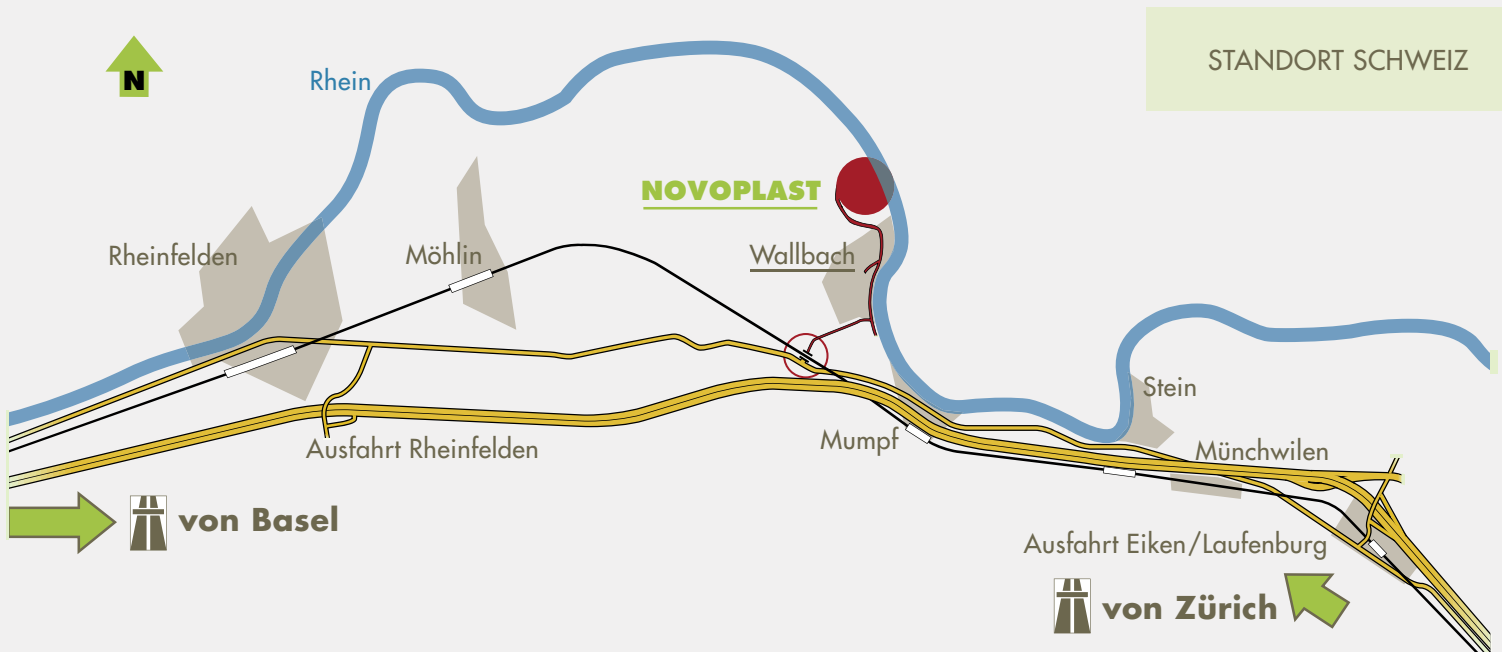 STANDORT SCHWEIZ
N
Rhein
NOVOPLAST
Rheinfelden
Möhlin
Wallbach
Stein
Mumpf
Ausfahrt Rheinfelden
Münchwilen
von Basel
Ausfahrt Eiken/Laufenburg
von Zürich